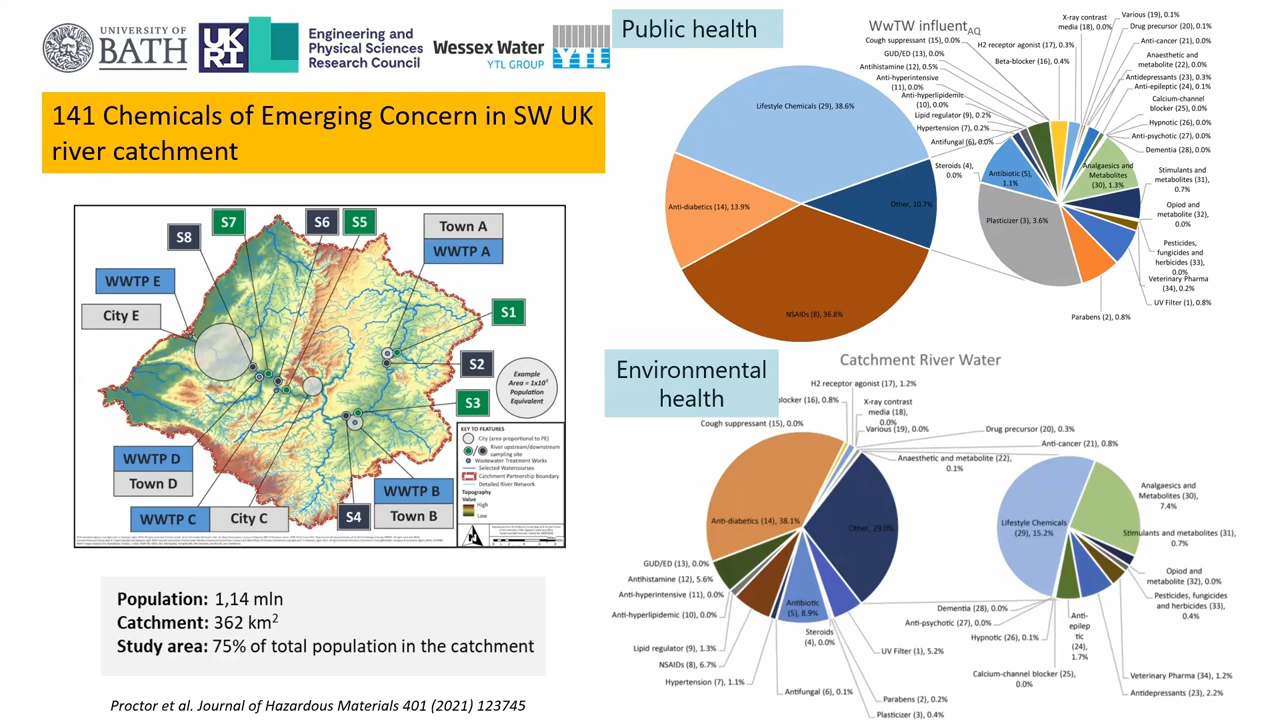 UNIVERSITY OF
BATH
UK
RI
Engineering and
Physical Sciences
Research Council
Wessex Water
YTL GROUP
YTL
141 Chemicals of Emerging Concern in SW UK
river catchment
S7
S6
S5
S8
Town A
WWTP A
WWTP E
City E
S1
S2
S3
Example
Area = 1x10⁵
Population
Equivalent
KEY TO FEATURES
City (area proportional to PE)
River upstream/downstream
sampling site
Wastewater Treatment Works
Selected Watercourses
Catchment Partnership Boundary
Detailed River Network
Topography
Value
High
Low
WWTP D
Town D
WWTP C
City C
S4
WWTP B
Town B
Population: 1,14 mln
Catchment: 362 km²
Study area: 75% of total population in the catchment
Proctor et al. Journal of Hazardous Materials 401 (2021) 123745
Public health
WwTW influentAQ
Lifestyle Chemicals (29), 38.6%
Anti-diabetics (14), 13.9%
Other, 10.7%
NSAIDs (8), 36.8%
Cough suppressant (15), 0.0%
GUD/ED (13), 0.0%
Antihistamine (12), 0.5%
Anti-hyperintensive
(11), 0.0%
Anti-hyperlipidemic
(10), 0.0%
Lipid regulator (9), 0.2%
Hypertension (7), 0.2%
Antifungal (6), 0.0%
Steroids (4),
0.0%
Antibiotic (5),
1.1%
Plasticizer (3), 3.6%
H2 receptor agonist (17), 0.3%
Beta-blocker (16), 0.4%
X-ray contrast
media (18), 0.0%
Various (19), 0.1%
Drug precursor (20), 0.1%
Anti-cancer (21), 0.0%
Anaesthetic and
metabolite (22), 0.0%
Antidepressants (23), 0.3%
Anti-epileptic (24), 0.1%
Calcium-channel
blocker (25), 0.0%
Hypnotic (26), 0.0%
Anti-psychotic (27), 0.0%
Dementia (28), 0.0%
Analgaesics and
Metabolites
(30), 1.3%
Stimulants and
metabolites (31),
0.7%
Opiod and
metabolite (32),
0.0%
Pesticides,
fungicides and
herbicides (33),
0.0%
Veterinary Pharma
(34), 0.2%
UV Filter (1), 0.8%
Parabens (2), 0.8%
Environmental
health
Catchment River Water
H2 receptor agonist (17), 1.2%
blocker (16), 0.8%
Cough suppressant (15), 0.0%
X-ray contrast
media (18),
0.0%
Various (19), 0.0%
Drug precursor (20), 0.3%
Anti-cancer (21), 0.8%
Anaesthetic and metabolite (22),
0.1%
Anti-diabetics (14), 38.1%
Other, 29.0%
GUD/ED (13), 0.0%
Antihistamine (12), 5.6%
Anti-hyperintensive (11), 0.0%
Anti-hyperlipidemic (10), 0.0%
Lipid regulator (9), 1.3%
NSAIDs (8), 6.7%
Hypertension (7), 1.1%
Antifungal (6), 0.1%
Antibiotic
(5), 8.9%
Steroids
(4), 0.0%
UV Filter (1), 5.2%
Parabens (2), 0.2%
Plasticizer (3), 0.4%
Lifestyle Chemicals
(29), 15.2%
Analgaesics and
Metabolites (30),
7.4%
Stimulants and metabolites (31),
0.7%
Opiod and
metabolite (32), 0.0%
Pesticides, fungicides
and herbicides (33),
0.4%
Dementia (28), 0.0%
Anti-psychotic (27), 0.0%
Hypnotic (26), 0.1%
Calcium-channel blocker (25),
0.0%
Anti-
epilep
tic
(24),
1.7%
Veterinary Pharma (34), 1.2%
Antidepressants (23), 2.2%